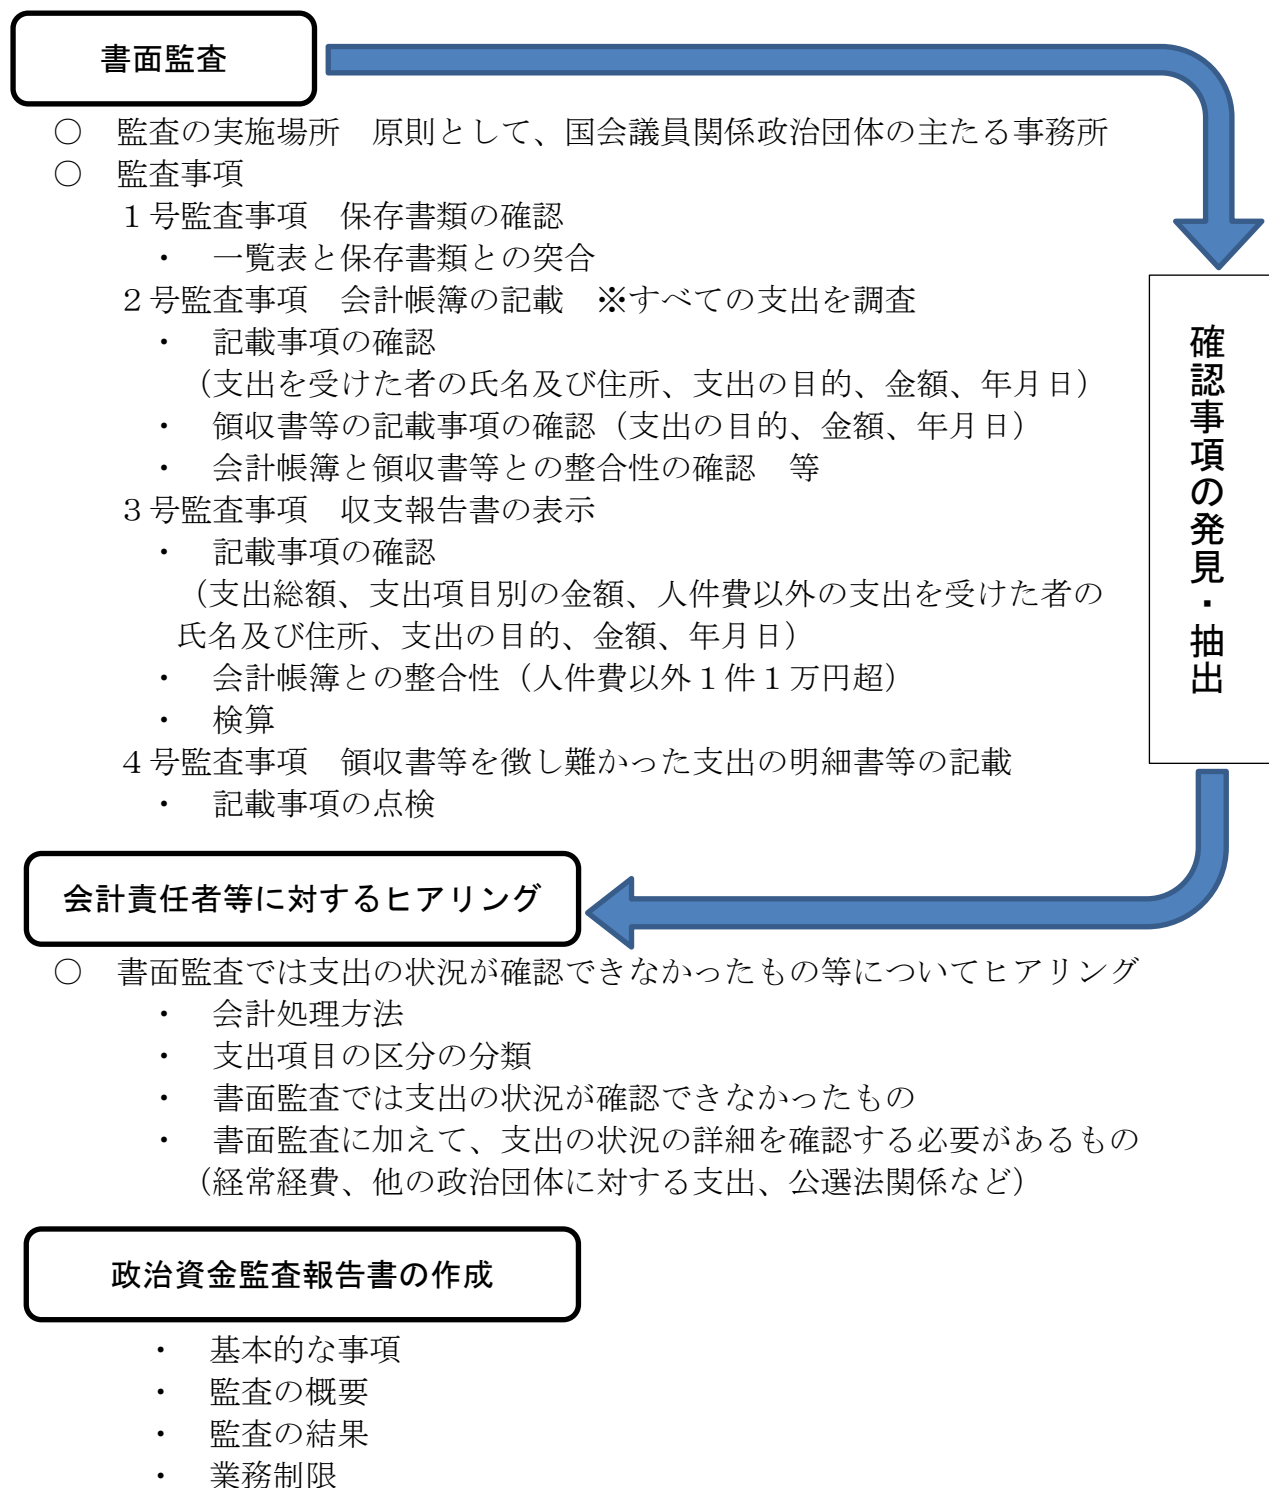 書面監査
○　監査の実施場所　原則として、国会議員関係政治団体の主たる事務所
○　監査事項
１号監査事項　保存書類の確認
・　一覧表と保存書類との突合
２号監査事項　会計帳簿の記載　※すべての支出を調査
・　記載事項の確認
（支出を受けた者の氏名及び住所、支出の目的、金額、年月日）
・　領収書等の記載事項の確認（支出の目的、金額、年月日）
・　会計帳簿と領収書等との整合性の確認　等
３号監査事項　収支報告書の表示
・　記載事項の確認
（支出総額、支出項目別の金額、人件費以外の支出を受けた者の
氏名及び住所、支出の目的、金額、年月日）
・　会計帳簿との整合性（人件費以外１件１万円超）
・　検算
４号監査事項　領収書等を徴し難かった支出の明細書等の記載
・　記載事項の点検
確認事項の発見・抽出
会計責任者等に対するヒアリング
○　書面監査では支出の状況が確認できなかったもの等についてヒアリング
・　会計処理方法
・　支出項目の区分の分類
・　書面監査では支出の状況が確認できなかったもの
・　書面監査に加えて、支出の状況の詳細を確認する必要があるもの
（経常経費、他の政治団体に対する支出、公選法関係など）
政治資金監査報告書の作成
・　基本的な事項
・　監査の概要
・　監査の結果
・　業務制限